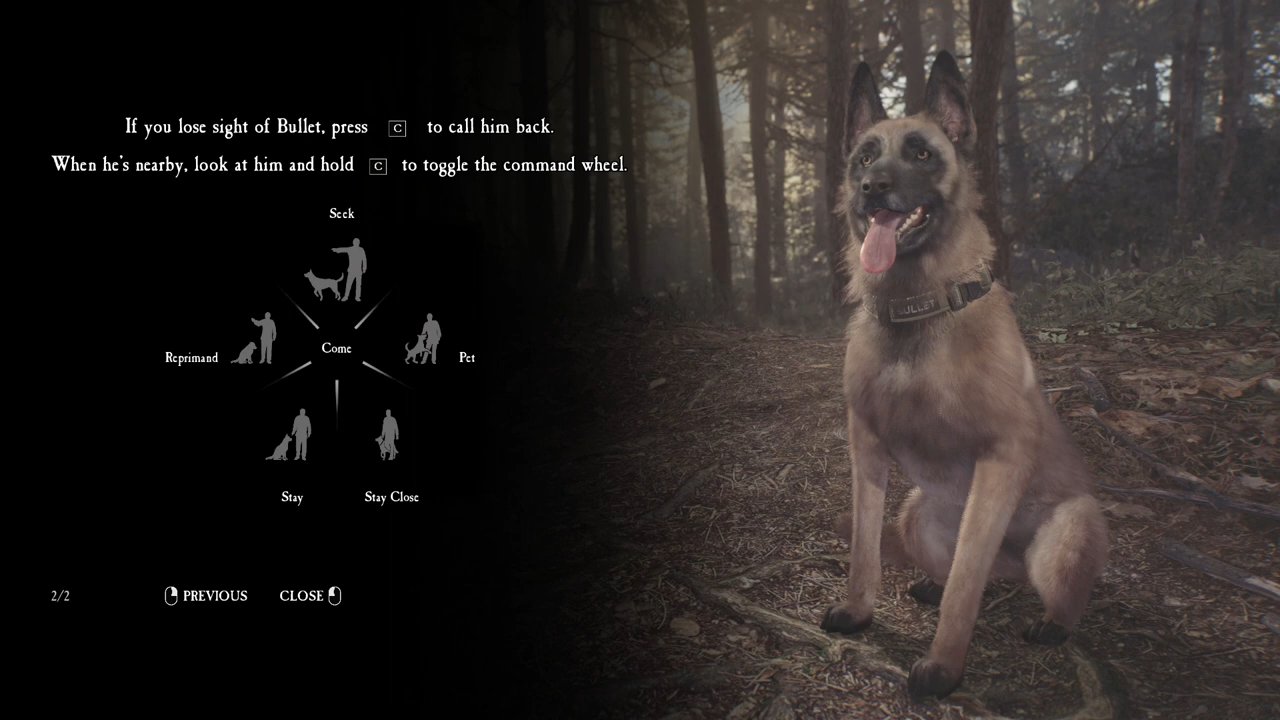 If you lose sight of Bullet, press C to call him back.
When he's nearby, look at him and hold C to toggle the command wheel.
Seek
Reprimand
Come
Pet
Stay
Stay Close
BULLET
2/2
PREVIOUS
CLOSE